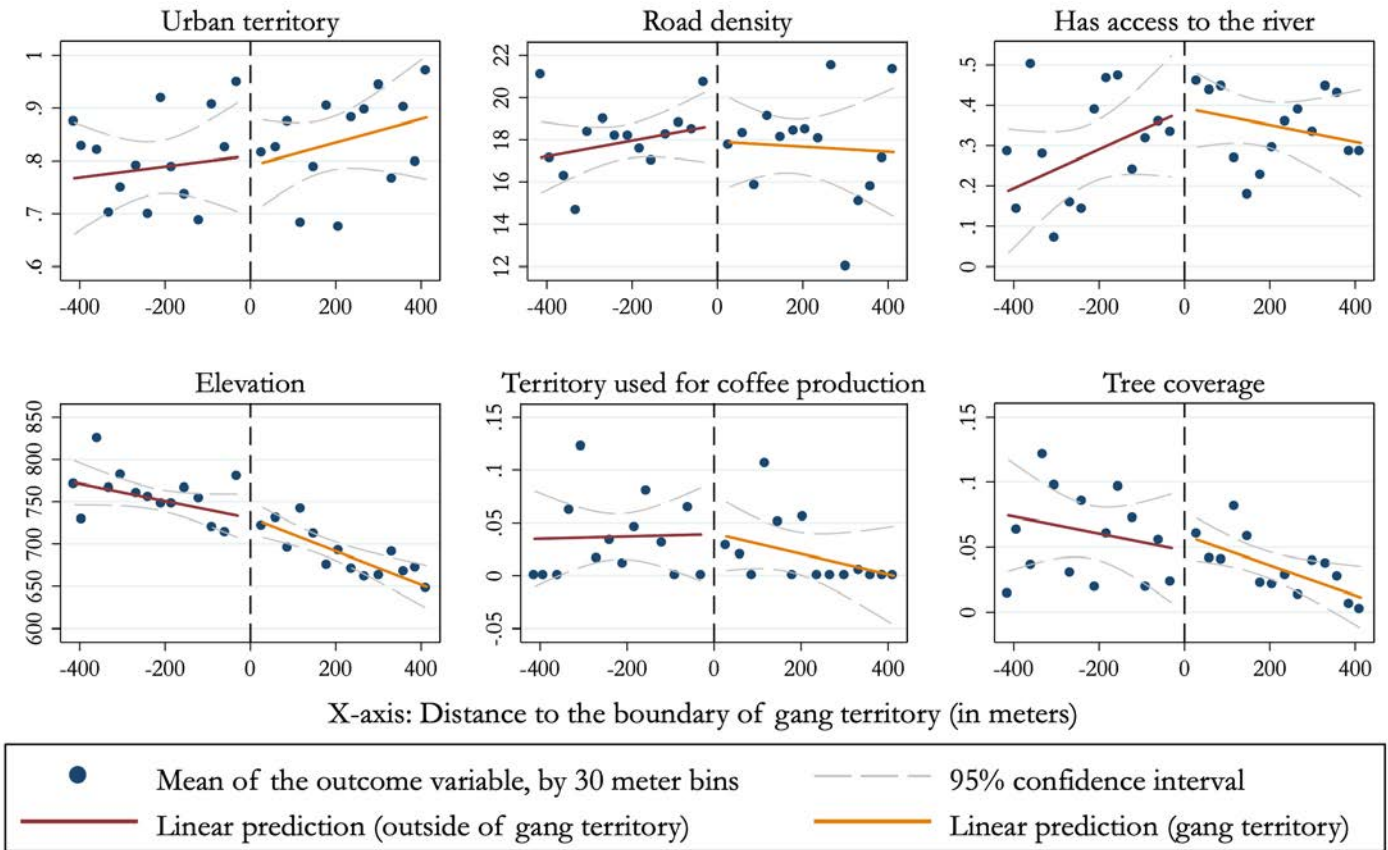 Urban territory
Road density
Has access to the river
1
.9
.8
.7
.6
-400 -200 0 200 400
22
20
18
16
14
12
-400 -200 0 200 400
.5
.4
.3
.2
.1
0
-400 -200 0 200 400
Elevation
Territory used for coffee production
Tree coverage
850
800
750
700
650
600
-400 -200 0 200 400
.15
.1
.05
0
-.05
-400 -200 0 200 400
.15
.1
.05
0
-400 -200 0 200 400
X-axis: Distance to the boundary of gang territory (in meters)
Mean of the outcome variable, by 30 meter bins
95% confidence interval
Linear prediction (outside of gang territory)
Linear prediction (gang territory)